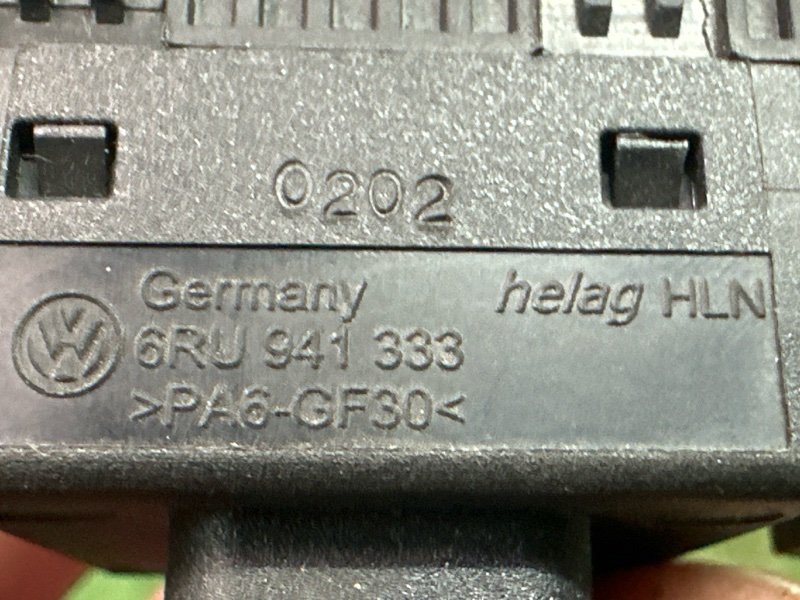 0202
Germany helag HLN
6RU 941 333
>PA6-GF30<